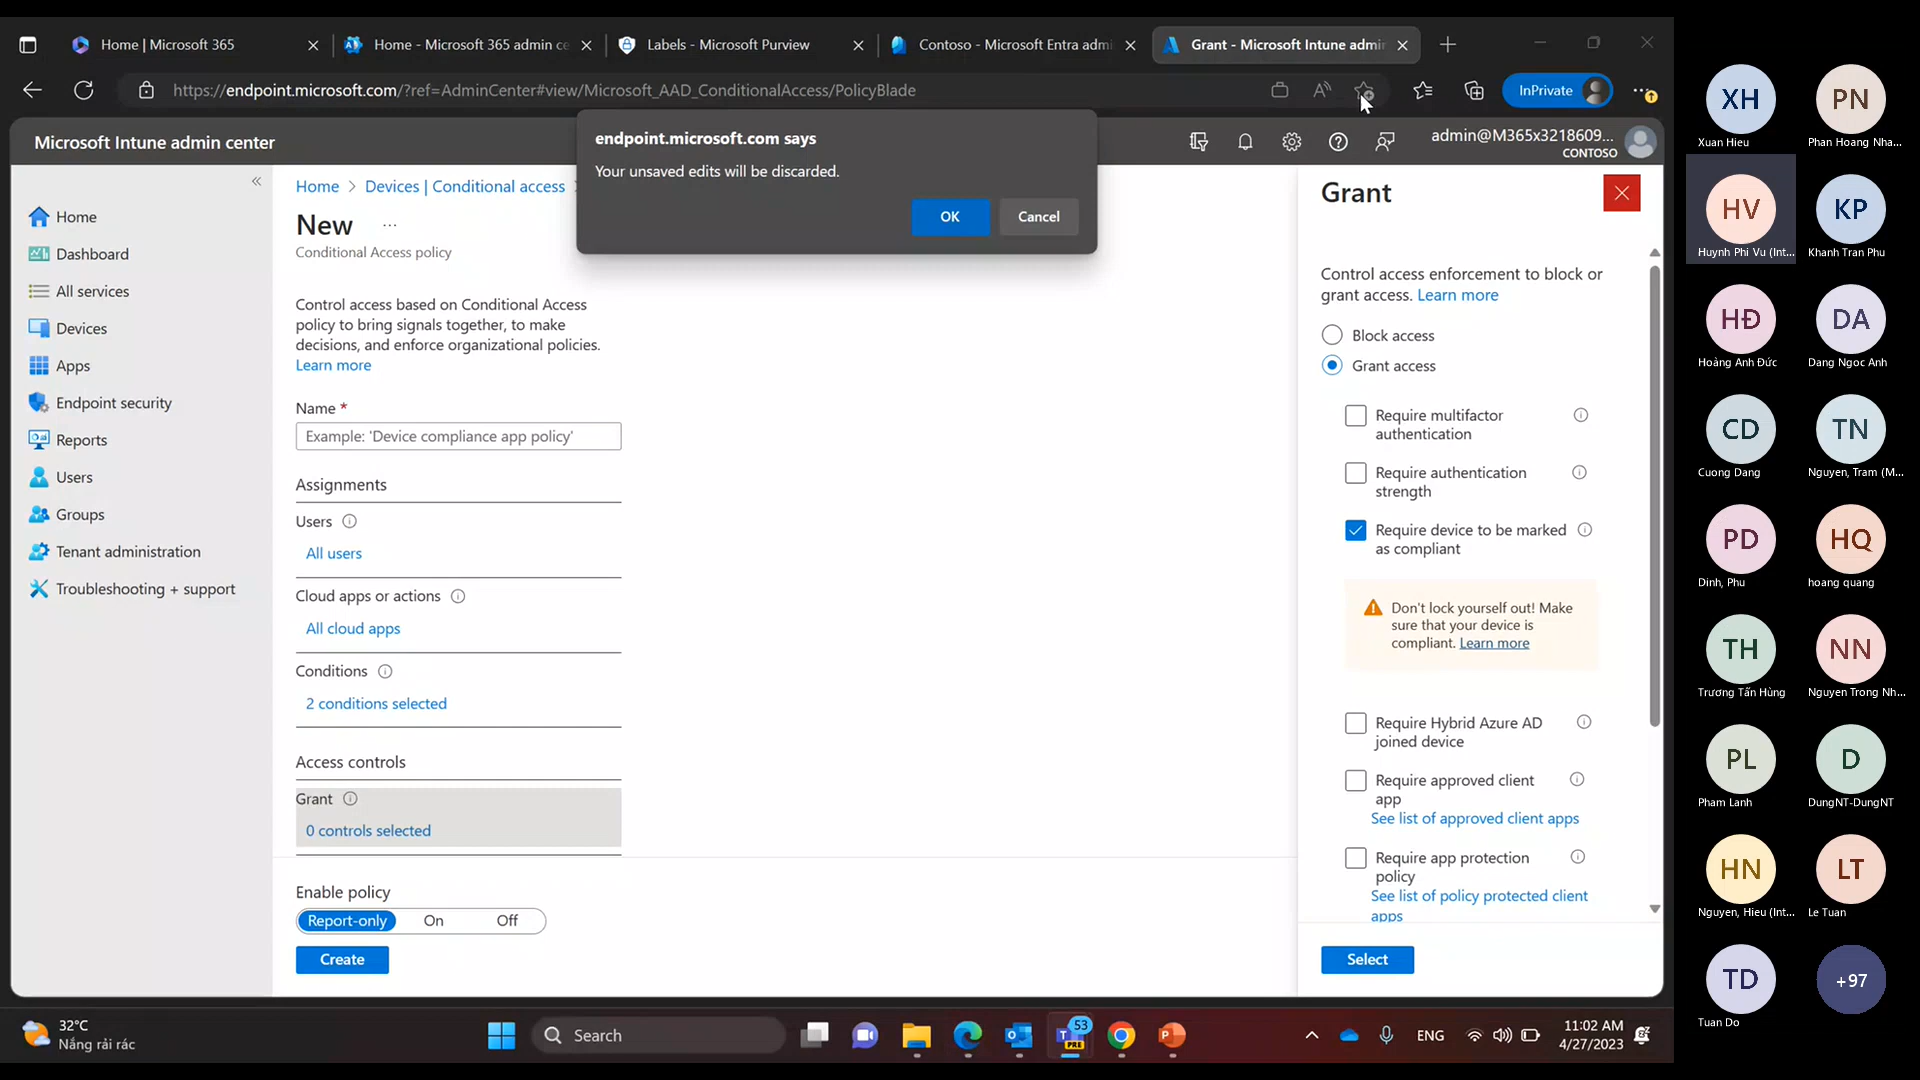 Home | Microsoft 365
Home - Microsoft 365 admin ce
Labels - Microsoft Purview
Contoso - Microsoft Entra admi
Grant - Microsoft Intune admin
https://endpoint.microsoft.com/?ref=AdminCenter#view/Microsoft_AAD_ConditionalAccess/PolicyBlade
InPrivate
Microsoft Intune admin center
admin@M365x3218609...
CONTOSO
endpoint.microsoft.com says
Your unsaved edits will be discarded.
OK
Cancel
Home
Dashboard
All services
Devices
Apps
Endpoint security
Reports
Users
Groups
Tenant administration
Troubleshooting + support
Home > Devices | Conditional access >
New ...
Conditional Access policy
Control access based on Conditional Access
policy to bring signals together, to make
decisions, and enforce organizational policies.
Learn more
Name *
Example: 'Device compliance app policy'
Assignments
Users
All users
Cloud apps or actions
All cloud apps
Conditions
2 conditions selected
Access controls
Grant
0 controls selected
Enable policy
Report-only
On
Off
Create
Grant
Control access enforcement to block or
grant access. Learn more
Block access
Grant access
Require multifactor
authentication
Require authentication
strength
Require device to be marked
as compliant
Don't lock yourself out! Make
sure that your device is
compliant. Learn more
Require Hybrid Azure AD
joined device
Require approved client
app
See list of approved client apps
Require app protection
policy
See list of policy protected client
apps
Select
XH
Xuan Hieu
PN
Phan Hoang Nha...
HV
Huynh Phi Vu (Int...
KP
Khanh Tran Phu
HĐ
Hoàng Anh Đức
DA
Dang Ngoc Anh
CD
Cuong Dang
TN
Nguyen, Tram (M...
PD
Dinh, Phu
HQ
hoang quang
TH
Trương Tấn Hùng
NN
Nguyen Trong Nh...
PL
Pham Lanh
D
DungNT-DungNT
HN
Nguyen, Hieu (Int...
LT
Le Tuan
TD
Tuan Do
+97
32°C
Nắng rải rác
Search
53
PRE
ENG
11:02 AM
4/27/2023